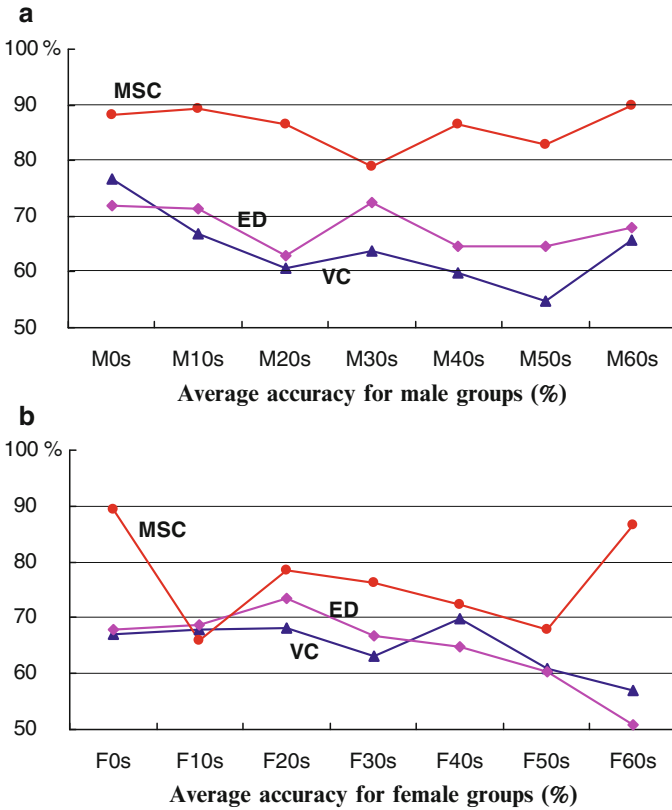 a
100 %
90
80
70
60
50
MSC
ED
VC
M0s M10s M20s M30s M40s M50s M60s
Average accuracy for male groups (%)
b
100 %
90
80
70
60
50
MSC
ED
VC
F0s F10s F20s F30s F40s F50s F60s
Average accuracy for female groups (%)